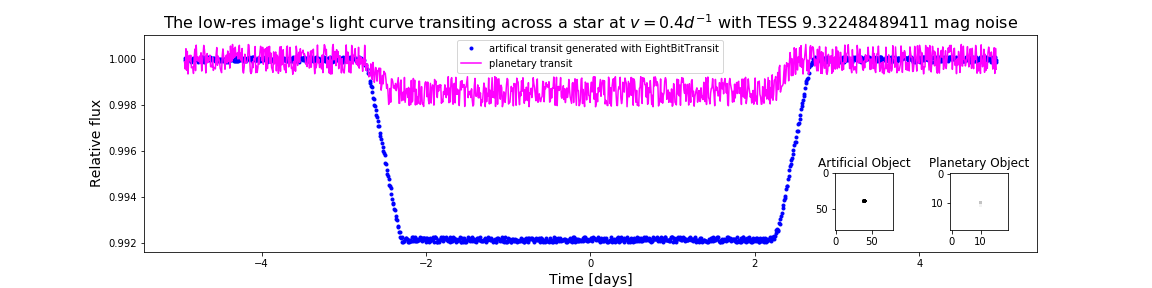 The low-res image's light curve transiting across a star at v = 0.4d⁻¹ with TESS 9.32248489411 mag noise
artifical transit generated with EightBitTransit
planetary transit
Relative flux
1.000
0.998
0.996
0.994
0.992
−4
−2
0
2
4
Time [days]
Artificial Object
0
50
0
50
Planetary Object
0
10
0
10